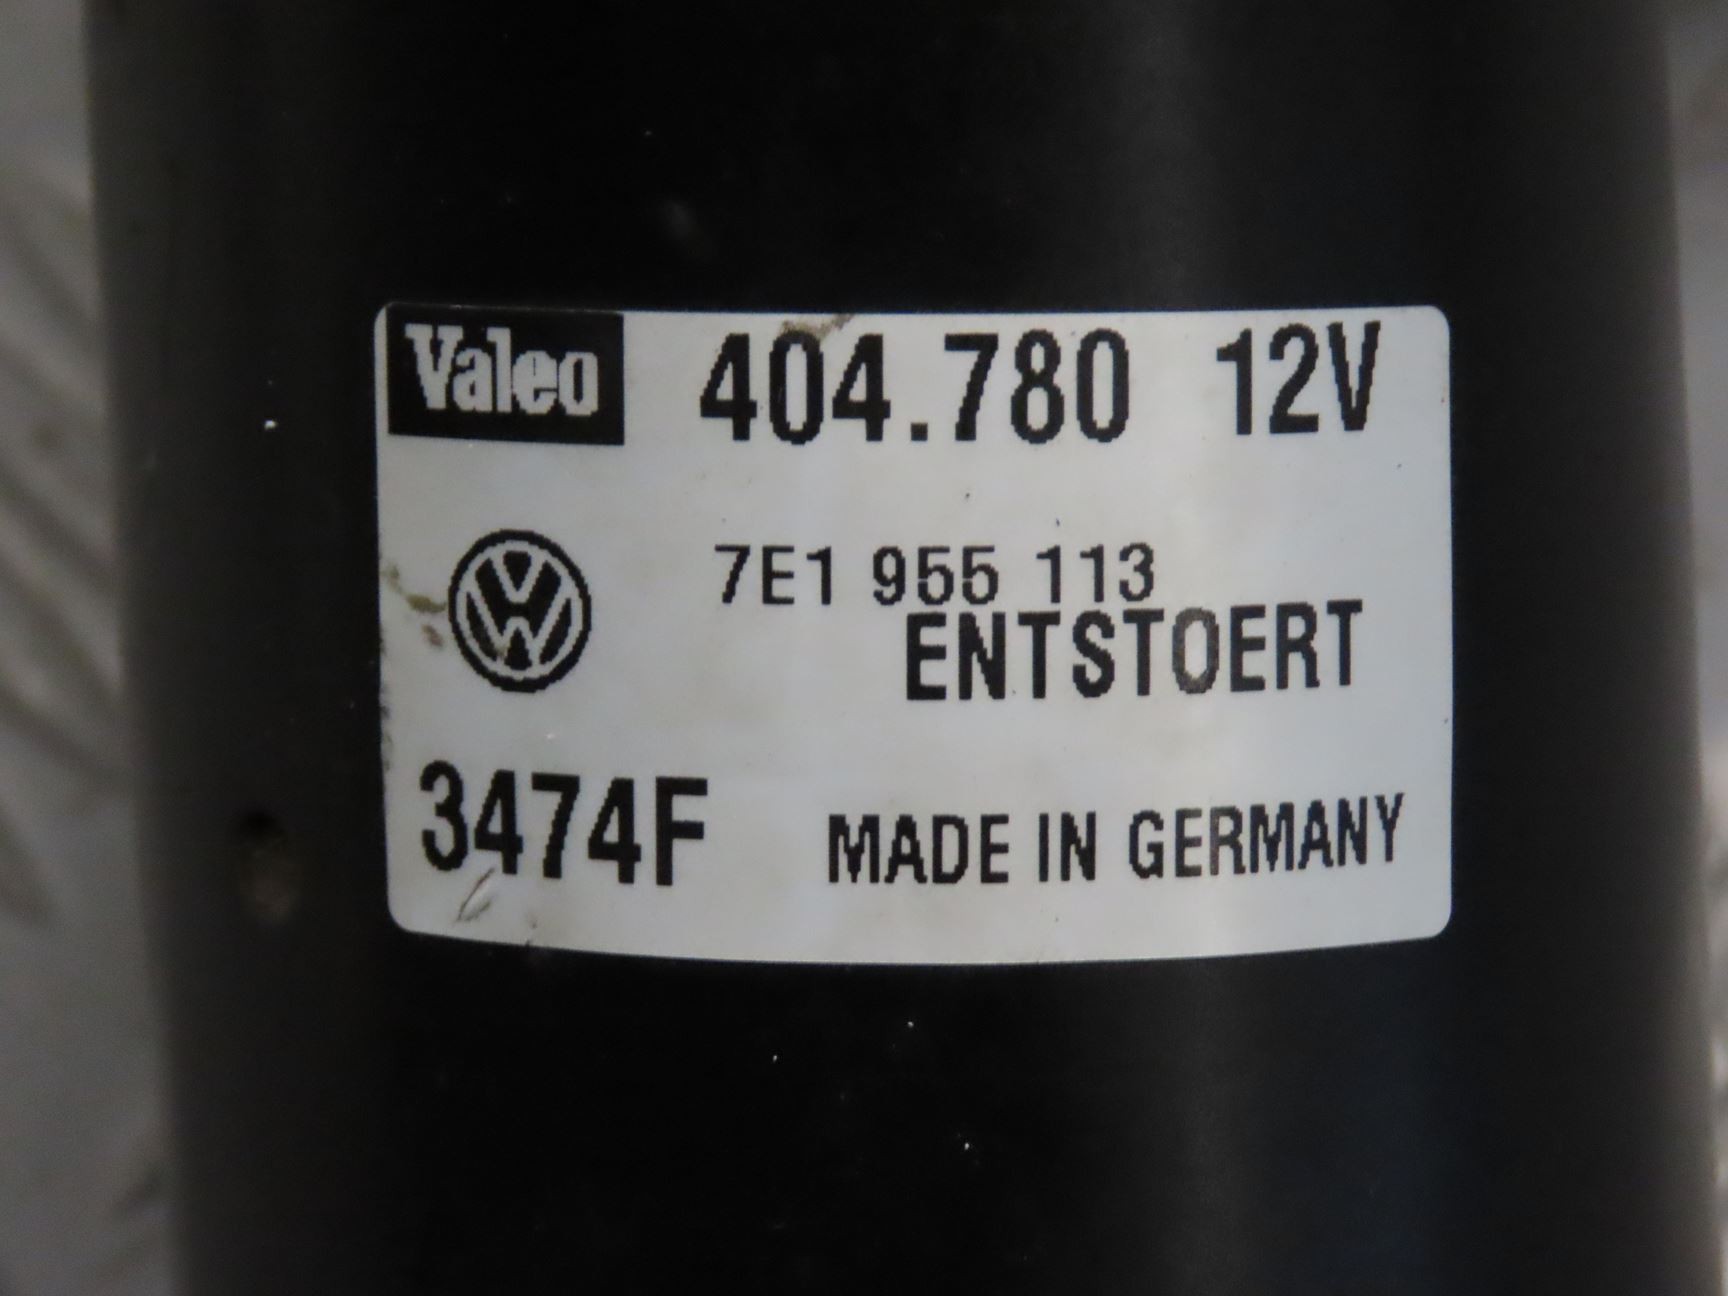 Valeo 404.780 12V
7E1 955 113
ENTSTOERT
3474F MADE IN GERMANY